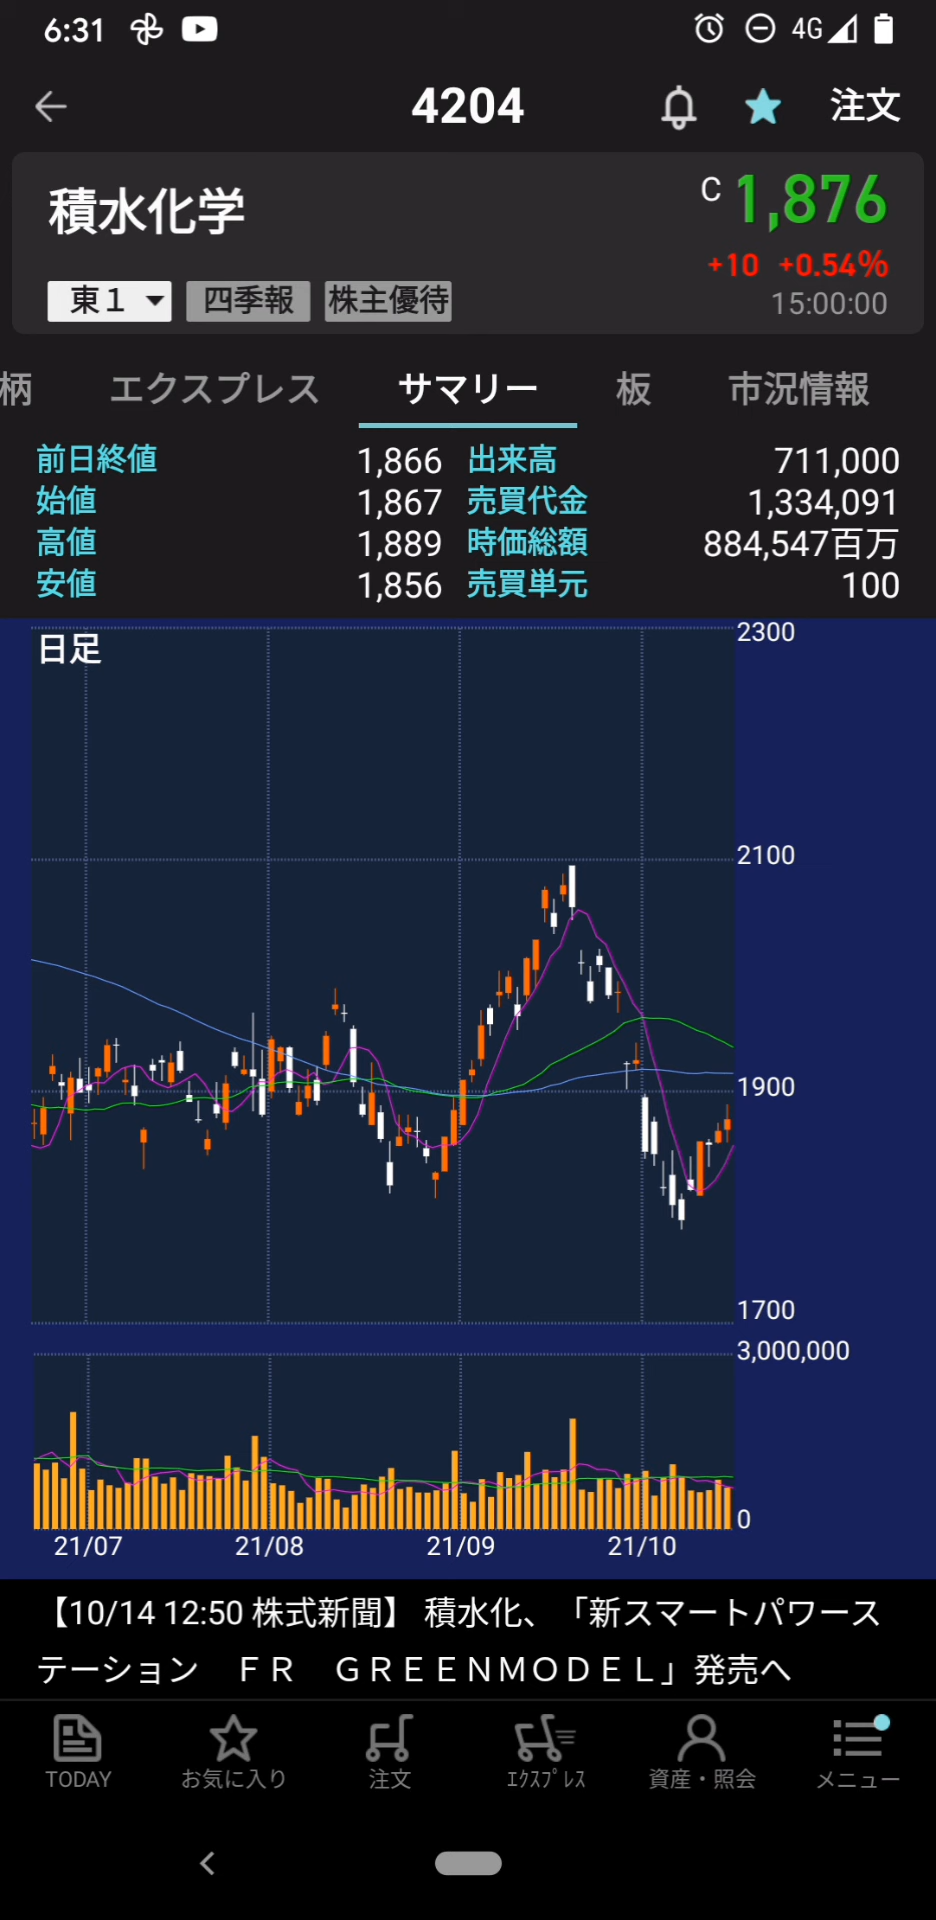 6:31 4G
4204 注文
積水化学 C 1,876
+10 +0.54%
東１ 四季報 株主優待 15:00:00
柄 エクスプレス サマリー 板 市況情報
前日終値 1,866 出来高 711,000
始値 1,867 売買代金 1,334,091
高値 1,889 時価総額 884,547百万
安値 1,856 売買単元 100
日足
2300
2100
1900
1700
3,000,000
0
21/07 21/08 21/09 21/10
【10/14 12:50 株式新聞】 積水化、「新スマートパワース
テーション　ＦＲ　ＧＲＥＥＮＭＯＤＥＬ」発売へ
TODAY お気に入り 注文 ｴｸｽﾌﾟﾚｽ 資産・照会 メニュー